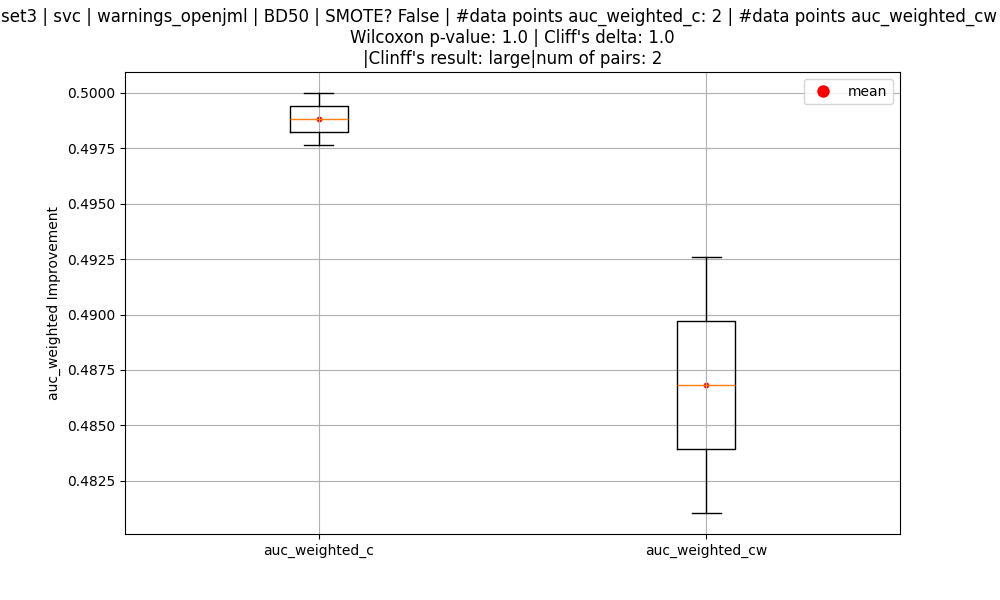 set3 | svc | warnings_openjml | BD50 | SMOTE? False | #data points auc_weighted_c: 2 | #data points auc_weighted_cw
Wilcoxon p-value: 1.0 | Cliff's delta: 1.0
|Clinff's result: large|num of pairs: 2
mean
0.5000
0.4975
0.4950
0.4925
0.4900
0.4875
0.4850
0.4825
auc_weighted Improvement
auc_weighted_c
auc_weighted_cw